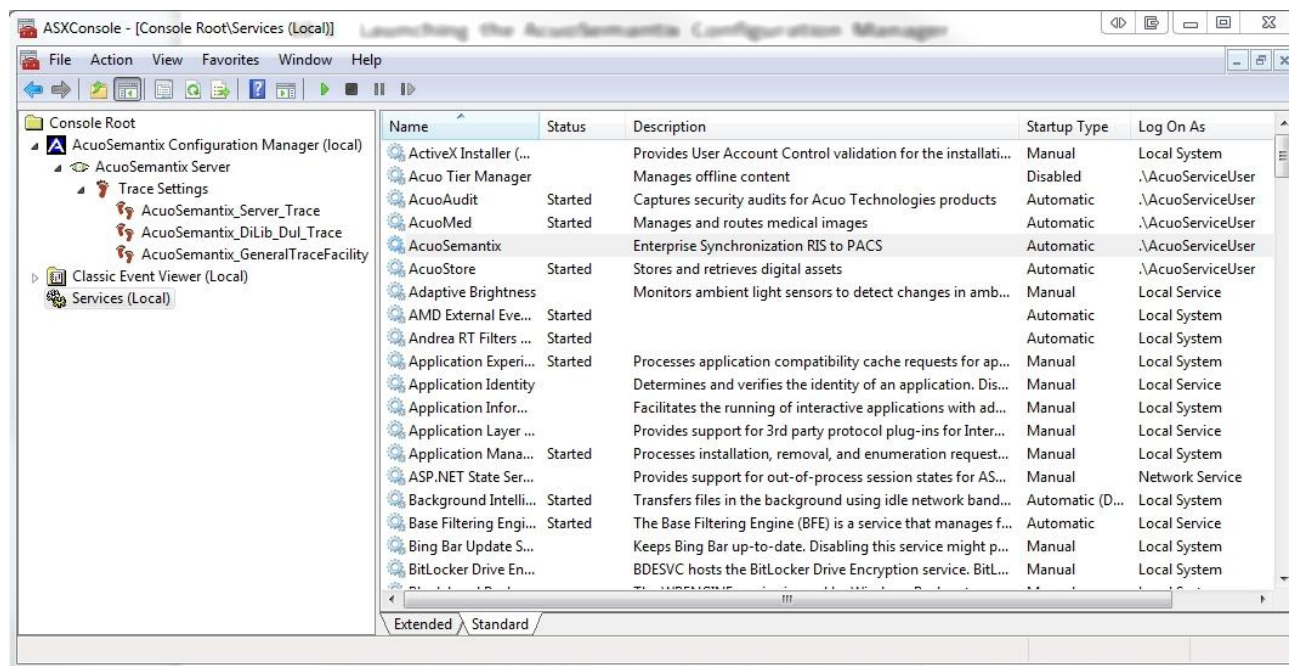 ASXConsole - [Console Root\Services (Local)]
Launching the AcuoSemantix Configuration Manager
File Action View Favorites Window Help
Console Root
AcuoSemantix Configuration Manager (local)
AcuoSemantix Server
Trace Settings
AcuoSemantix_Server_Trace
AcuoSemantix_DiLib_Dul_Trace
AcuoSemantix_GeneralTraceFacility
Classic Event Viewer (Local)
Services (Local)
Name Status Description Startup Type Log On As
ActiveX Installer (... Provides User Account Control validation for the installati... Manual Local System
Acuo Tier Manager Manages offline content Disabled .\AcuoServiceUser
AcuoAudit Started Captures security audits for Acuo Technologies products Automatic .\AcuoServiceUser
AcuoMed Started Manages and routes medical images Automatic .\AcuoServiceUser
AcuoSemantix Enterprise Synchronization RIS to PACS Automatic .\AcuoServiceUser
AcuoStore Started Stores and retrieves digital assets Automatic .\AcuoServiceUser
Adaptive Brightness Monitors ambient light sensors to detect changes in amb... Manual Local Service
AMD External Eve... Started Automatic Local System
Andrea RT Filters ... Started Automatic Local System
Application Experi... Started Processes application compatibility cache requests for ap... Manual Local System
Application Identity Determines and verifies the identity of an application. Dis... Manual Local Service
Application Infor... Facilitates the running of interactive applications with ad... Manual Local System
Application Layer ... Provides support for 3rd party protocol plug-ins for Inter... Manual Local Service
Application Mana... Started Processes installation, removal, and enumeration request... Manual Local System
ASP.NET State Ser... Provides support for out-of-process session states for AS... Manual Network Service
Background Intelli... Started Transfers files in the background using idle network band... Automatic (D... Local System
Base Filtering Engi... Started The Base Filtering Engine (BFE) is a service that manages f... Automatic Local Service
Bing Bar Update S... Keeps Bing Bar up-to-date. Disabling this service might p... Manual Local System
BitLocker Drive En... BDESVC hosts the BitLocker Drive Encryption service. BitL... Manual Local System
Extended Standard